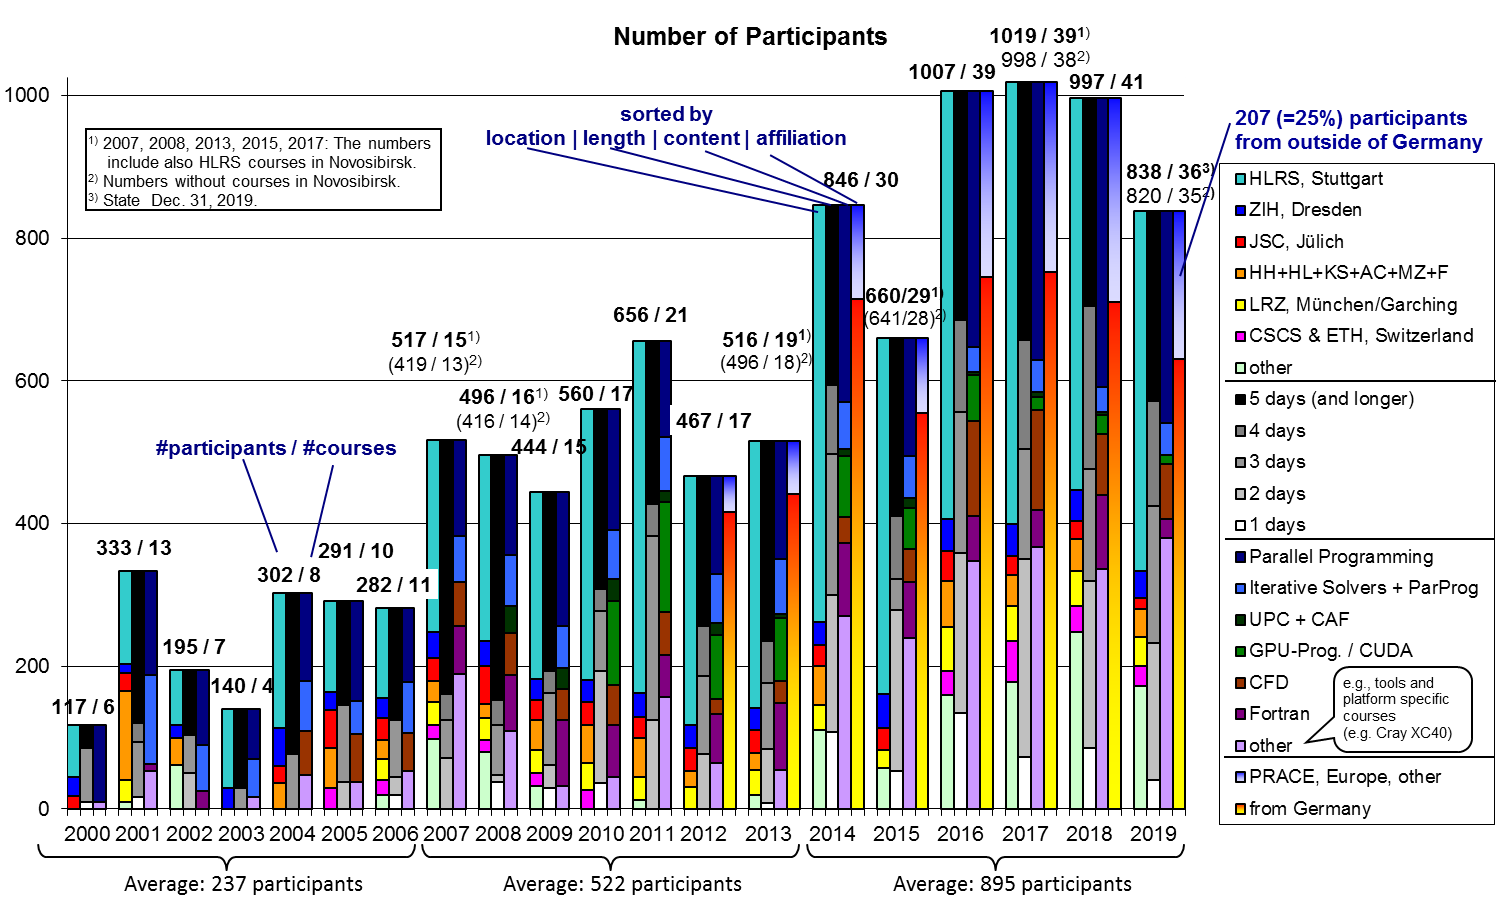 Number of Participants
1019 / 39¹⁾
998 / 38²⁾
1007 / 39
997 / 41
1000
sorted by
location | length | content | affiliation
207 (=25%) participants
from outside of Germany
¹⁾ 2007, 2008, 2013, 2015, 2017: The numbers
include also HLRS courses in Novosibirsk.
²⁾ Numbers without courses in Novosibirsk.
³⁾ State Dec. 31, 2019.
846 / 30
838 / 36³⁾
820 / 35²⁾
800
660/29¹⁾
(641/28)²⁾
656 / 21
517 / 15¹⁾
(419 / 13)²⁾
516 / 19¹⁾
(496 / 18)²⁾
600
496 / 16¹⁾
(416 / 14)²⁾
560 / 17
467 / 17
444 / 15
#participants / #courses
400
333 / 13
291 / 10
302 / 8
282 / 11
195 / 7
200
140 / 4
117 / 6
0
HLRS, Stuttgart
ZIH, Dresden
JSC, Jülich
HH+HL+KS+AC+MZ+F
LRZ, München/Garching
CSCS & ETH, Switzerland
other
5 days (and longer)
4 days
3 days
2 days
1 days
Parallel Programming
Iterative Solvers + ParProg
UPC + CAF
GPU-Prog. / CUDA
CFD
Fortran
other
e.g., tools and
platform specific
courses
(e.g. Cray XC40)
PRACE, Europe, other
from Germany
2000 2001 2002 2003 2004 2005 2006 2007 2008 2009 2010 2011 2012 2013 2014 2015 2016 2017 2018 2019
Average: 237 participants
Average: 522 participants
Average: 895 participants